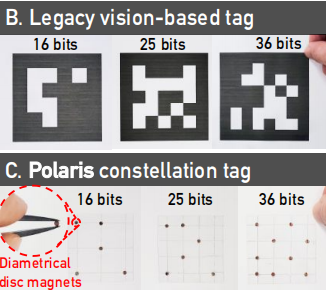 B. Legacy vision-based tag
16 bits 25 bits 36 bits
C. Polaris constellation tag
16 bits 25 bits 36 bits
Diametrical
disc magnets